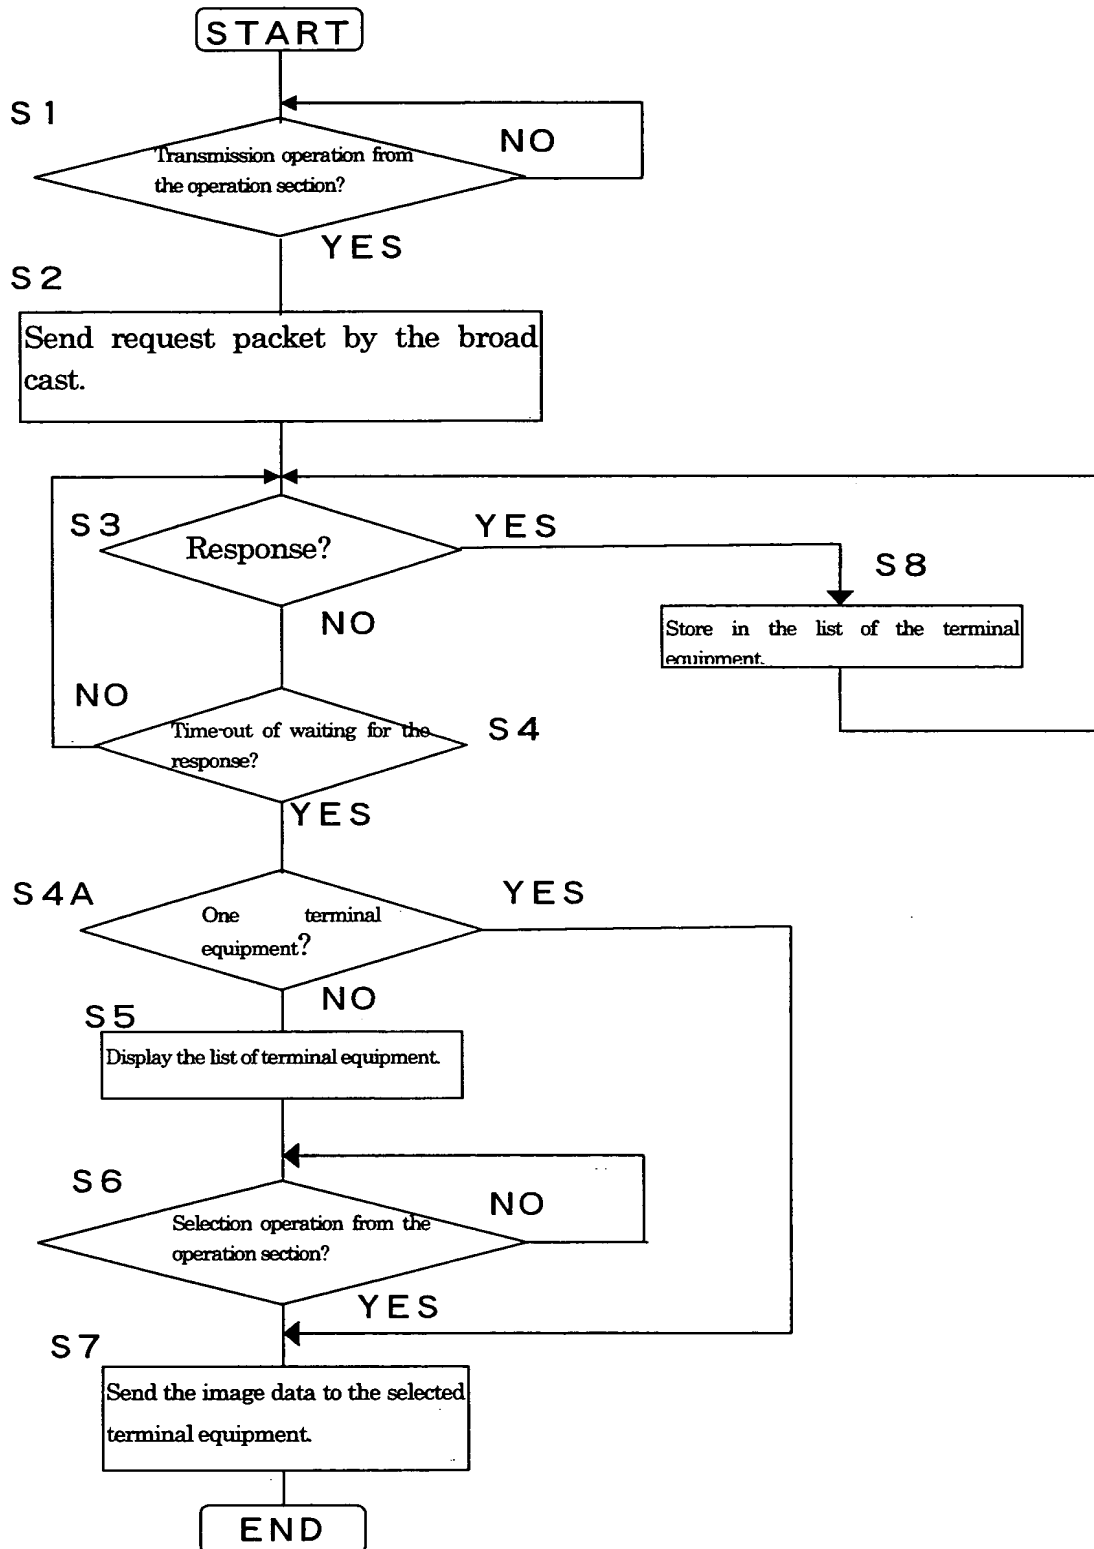 START
S1
NO
Transmission operation from
the operation section?
YES
S2
Send request packet by the broad
cast.
S3
YES
Response?
S8
NO
Store in the list of the terminal
equipment.
NO
Time-out of waiting for the
response?
S4
YES
S4A
YES
One terminal
equipment?
NO
S5
Display the list of terminal equipment.
S6
NO
Selection operation from the
operation section?
YES
S7
Send the image data to the selected
terminal equipment.
END